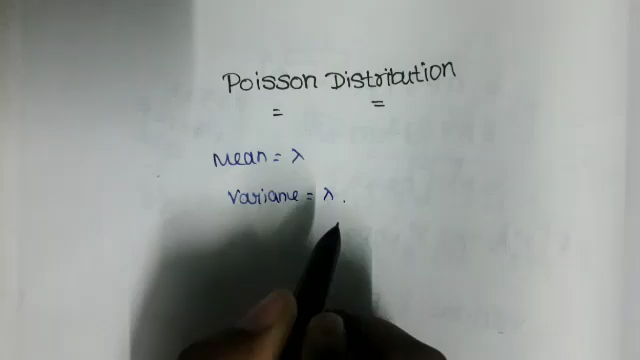 Poisson Distribution
= =
Mean = λ
Variance = λ.